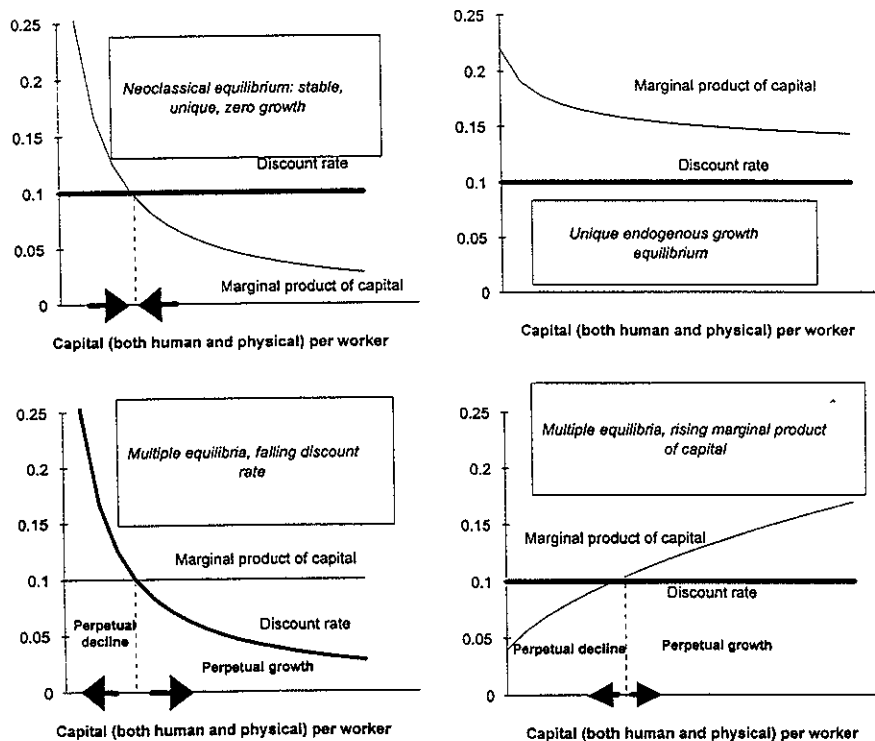 0.25
0.2
0.15
0.1
0.05
0
Neoclassical equilibrium: stable,
unique, zero growth
Discount rate
Marginal product of capital
Capital (both human and physical) per worker
0.25
0.2
0.15
0.1
0.05
0
Marginal product of capital
Discount rate
Unique endogenous growth
equilibrium
Capital (both human and physical) per worker
0.25
0.2
0.15
0.1
0.05
0
Multiple equilibria, falling discount
rate
Marginal product of capital
Discount rate
Perpetual
decline
Perpetual growth
Capital (both human and physical) per worker
0.25
0.2
0.15
0.1
0.05
0
Multiple equilibria, rising marginal product
of capital
Marginal product of capital
Discount rate
Perpetual decline
Perpetual growth
Capital (both human and physical) per worker